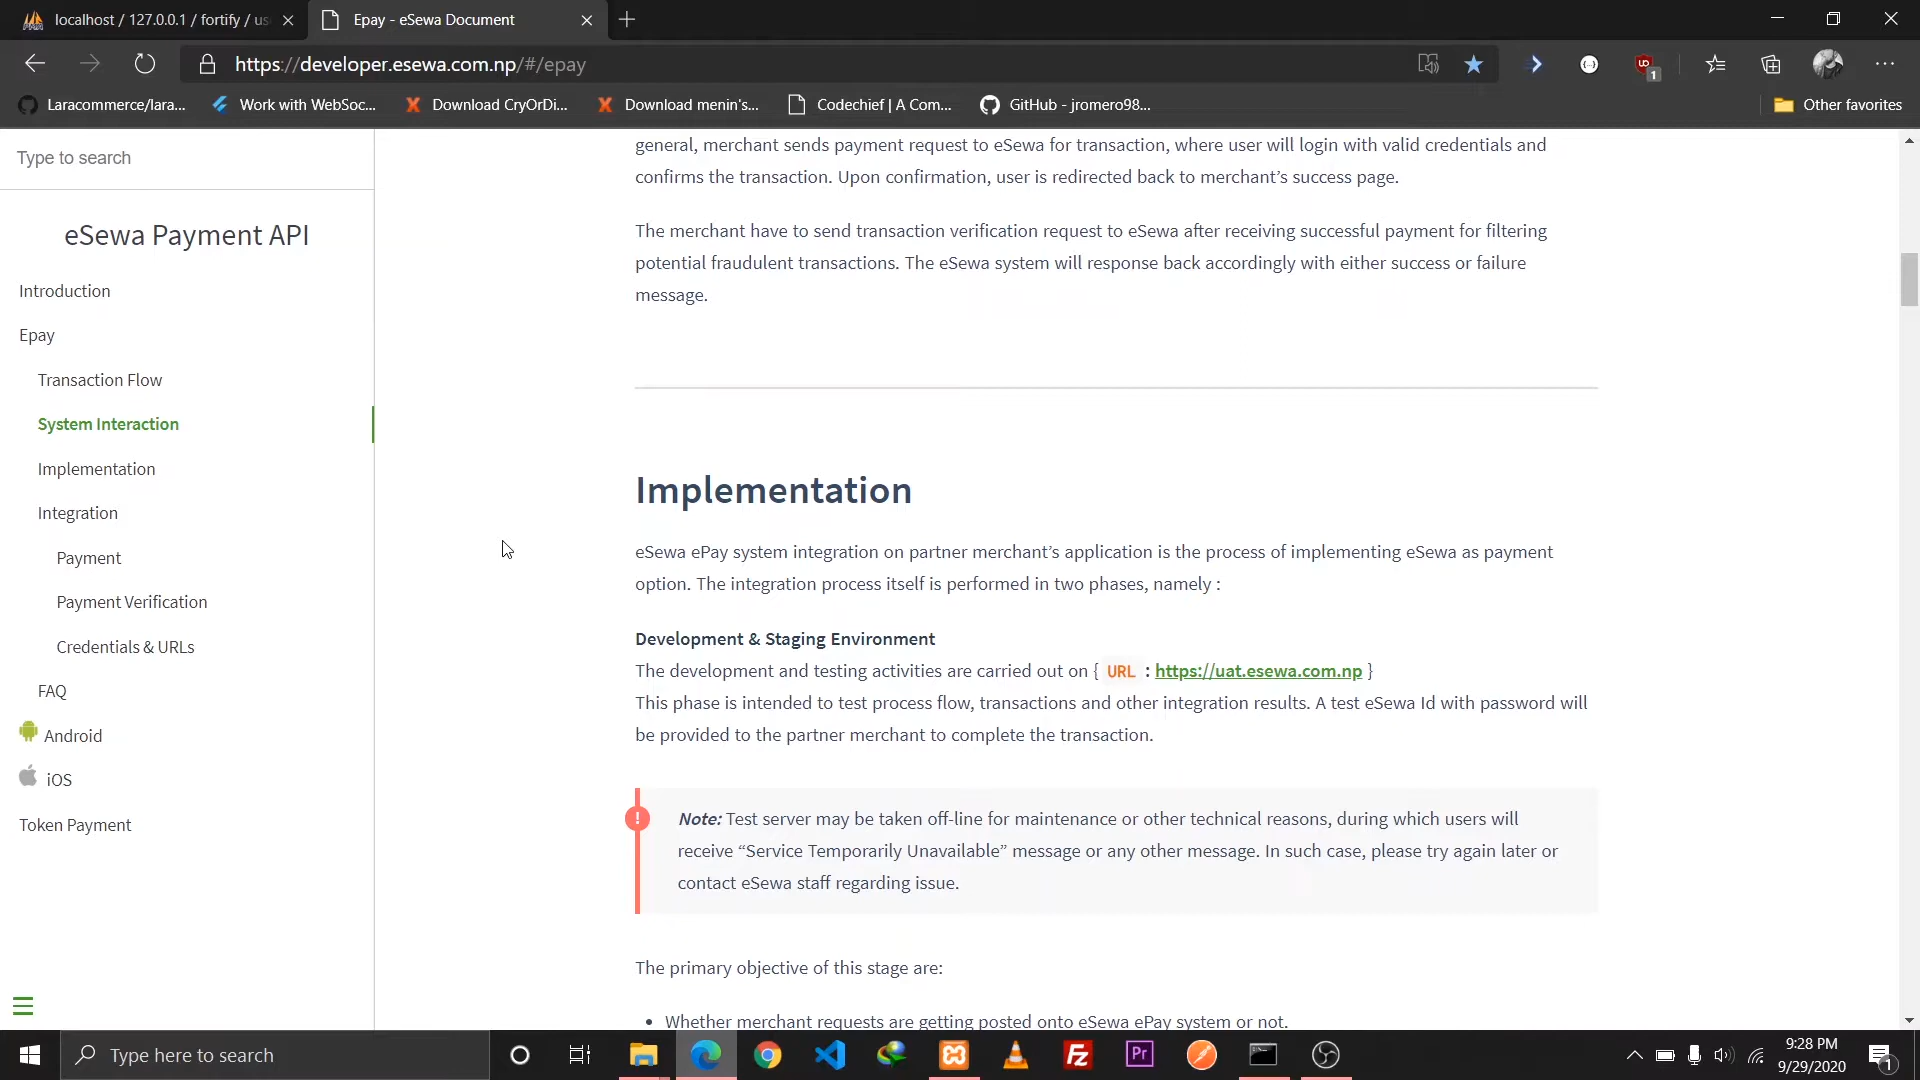 localhost / 127.0.0.1 / fortify / us
Epay - eSewa Document
https://developer.esewa.com.np/#/epay
1
Laracommerce/lara...
Work with WebSoc...
Download CryOrDi...
Download menin's...
Codechief | A Com...
GitHub - jromero98...
Other favorites
Type to search
eSewa Payment API
Introduction
Epay
Transaction Flow
System Interaction
Implementation
Integration
Payment
Payment Verification
Credentials & URLs
FAQ
Android
iOS
Token Payment
general, merchant sends payment request to eSewa for transaction, where user will login with valid credentials and
confirms the transaction. Upon confirmation, user is redirected back to merchant’s success page.
The merchant have to send transaction verification request to eSewa after receiving successful payment for filtering
potential fraudulent transactions. The eSewa system will response back accordingly with either success or failure
message.
Implementation
eSewa ePay system integration on partner merchant’s application is the process of implementing eSewa as payment
option. The integration process itself is performed in two phases, namely :
Development & Staging Environment
The development and testing activities are carried out on { URL : https://uat.esewa.com.np }
This phase is intended to test process flow, transactions and other integration results. A test eSewa Id with password will
be provided to the partner merchant to complete the transaction.
! Note: Test server may be taken off-line for maintenance or other technical reasons, during which users will
receive “Service Temporarily Unavailable” message or any other message. In such case, please try again later or
contact eSewa staff regarding issue.
The primary objective of this stage are:
• Whether merchant requests are getting posted onto eSewa ePay system or not.
Type here to search
Fz
Pr
9:28 PM
9/29/2020
1